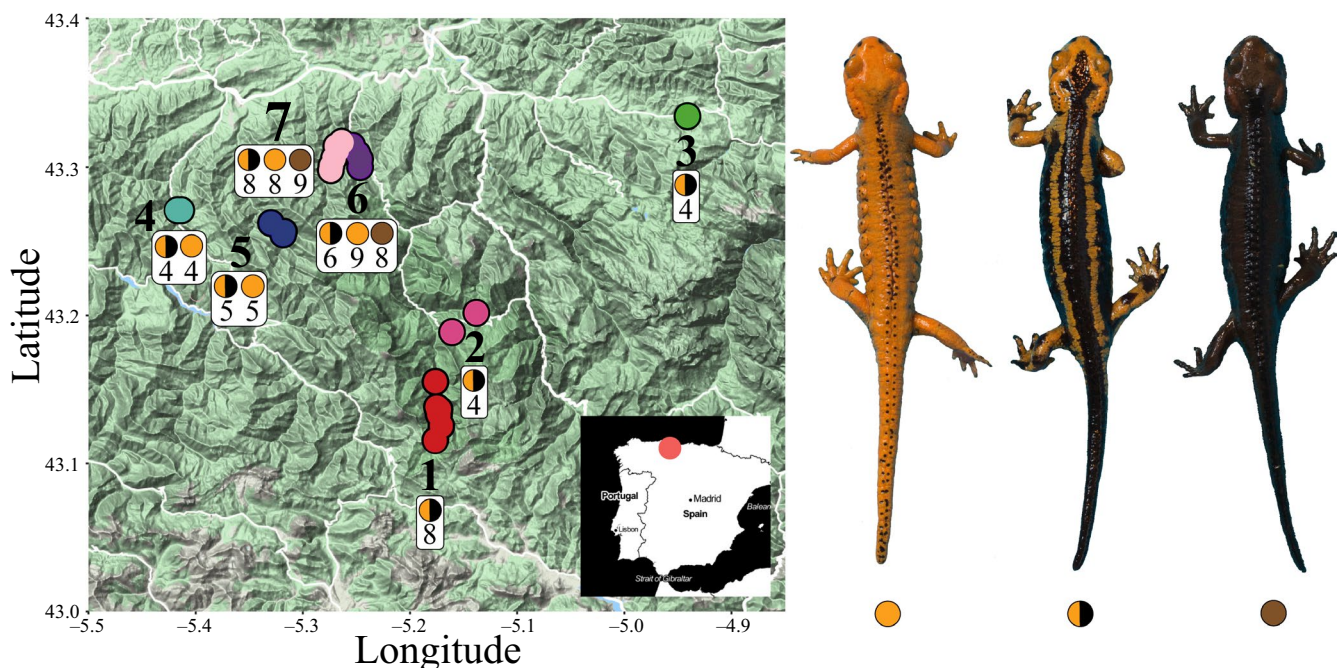 43.4
43.3
43.2
43.1
43.0
Latitude
7
8 8 9
6
6 9 8
3
4
4
4 4
5
5 5
2
4
1
8
Portugal
Lisbon
Madrid
Spain
Balean
Strait of Gibraltar
–5.5 –5.4 –5.3 –5.2 –5.1 –5.0 –4.9
Longitude